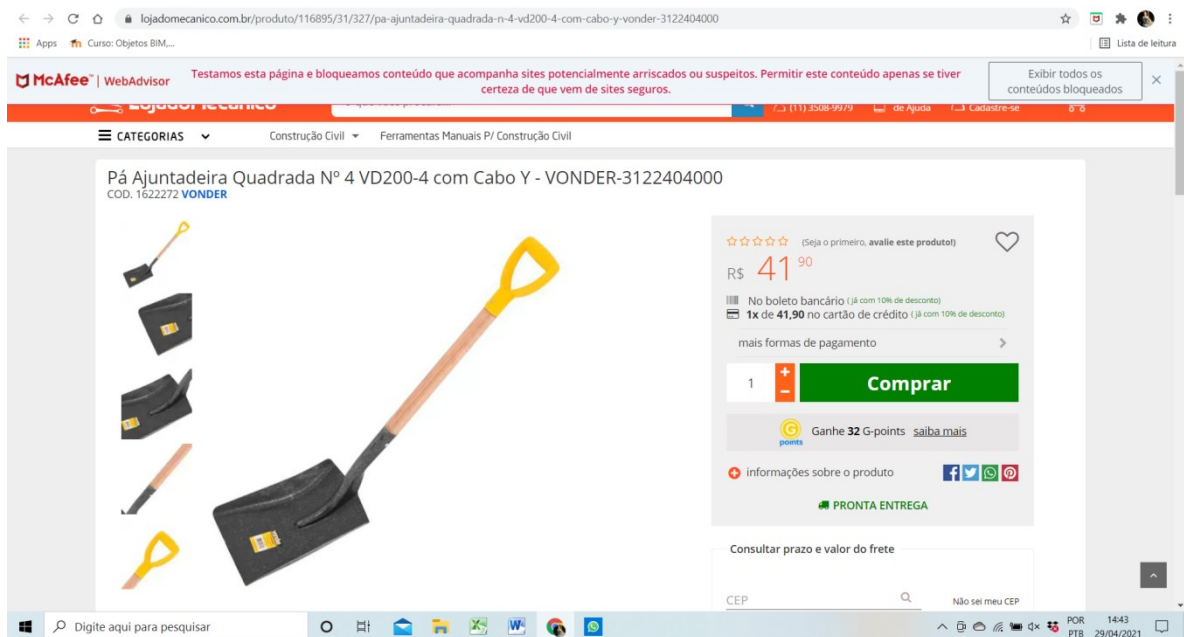 lojadomecanico.com.br/produto/116895/31/327/pa-ajuntadeira-quadrada-n-4-vd200-4-com-cabo-y-vonder-3122404000
Apps
Curso: Objetos BIM,...
Lista de leitura
McAfee™ | WebAdvisor
Testamos esta página e bloqueamos conteúdo que acompanha sites potencialmente arriscados ou suspeitos. Permitir este conteúdo apenas se tiver
certeza de que vem de sites seguros.
Exibir todos os
conteúdos bloqueados
(11) 3508-9979
de Ajuda
Cadastre-se
CATEGORIAS
Construção Civil
Ferramentas Manuais P/ Construção Civil
Pá Ajuntadeira Quadrada Nº 4 VD200-4 com Cabo Y - VONDER-3122404000
COD. 1622272 VONDER
(Seja o primeiro, avalie este produto!)
R$ 41 90
No boleto bancário (já com 10% de desconto)
1x de 41,90 no cartão de crédito (já com 10% de desconto)
mais formas de pagamento
1
+
−
Comprar
G
points
Ganhe 32 G-points saiba mais
informações sobre o produto
PRONTA ENTREGA
Consultar prazo e valor do frete
CEP
Não sei meu CEP
Digite aqui para pesquisar
POR
PTB
14:43
29/04/2021